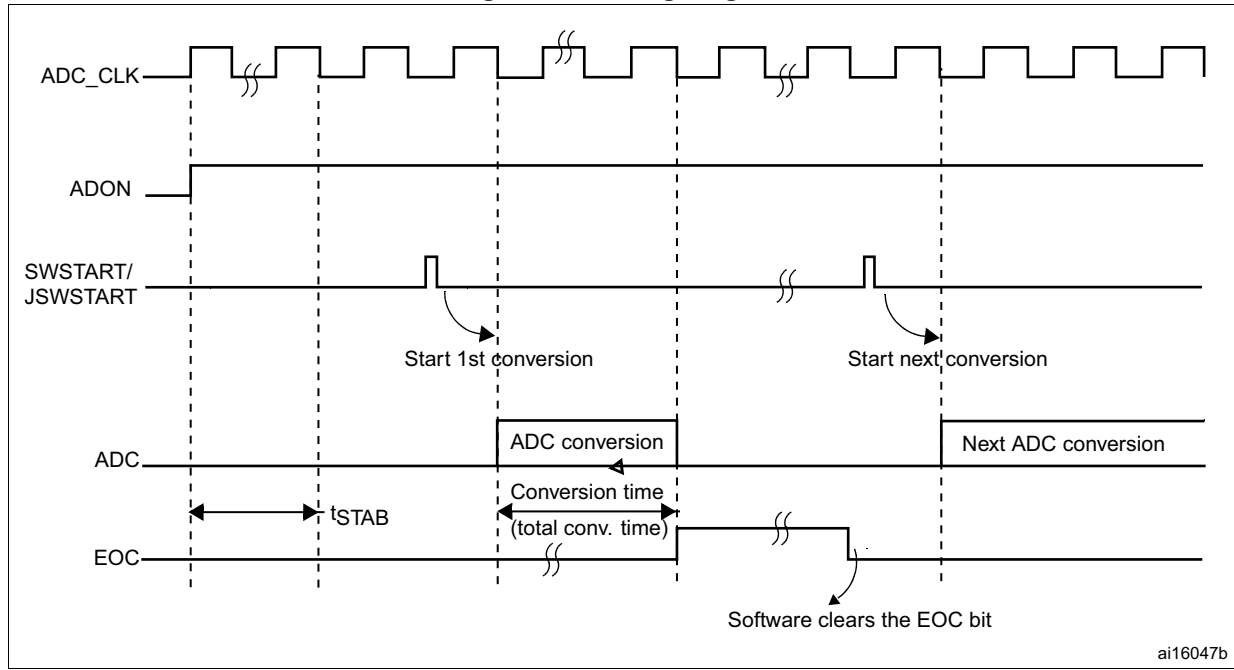 ADC_CLK
ADON
SWSTART/
JSWSTART
Start 1st conversion
Start next conversion
ADC
ADC conversion
Next ADC conversion
Conversion time
(total conv. time)
tSTAB
EOC
Software clears the EOC bit
ai16047b